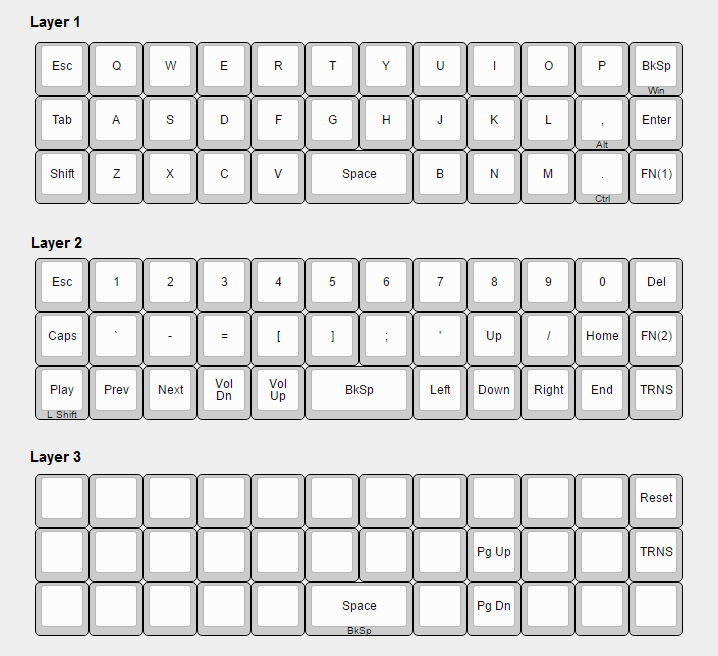 Layer 1
Esc Q W E R T Y U I O P BkSp
Win
Tab A S D F G H J K L , Enter
Alt
Shift Z X C V Space B N M . FN(1)
Ctrl
Layer 2
Esc 1 2 3 4 5 6 7 8 9 0 Del
Caps ` - = [ ] ; ' Up / Home FN(2)
Play Prev Next Vol Dn Vol Up BkSp Left Down Right End TRNS
L Shift
Layer 3
Reset
Pg Up TRNS
Space Pg Dn
BkSp